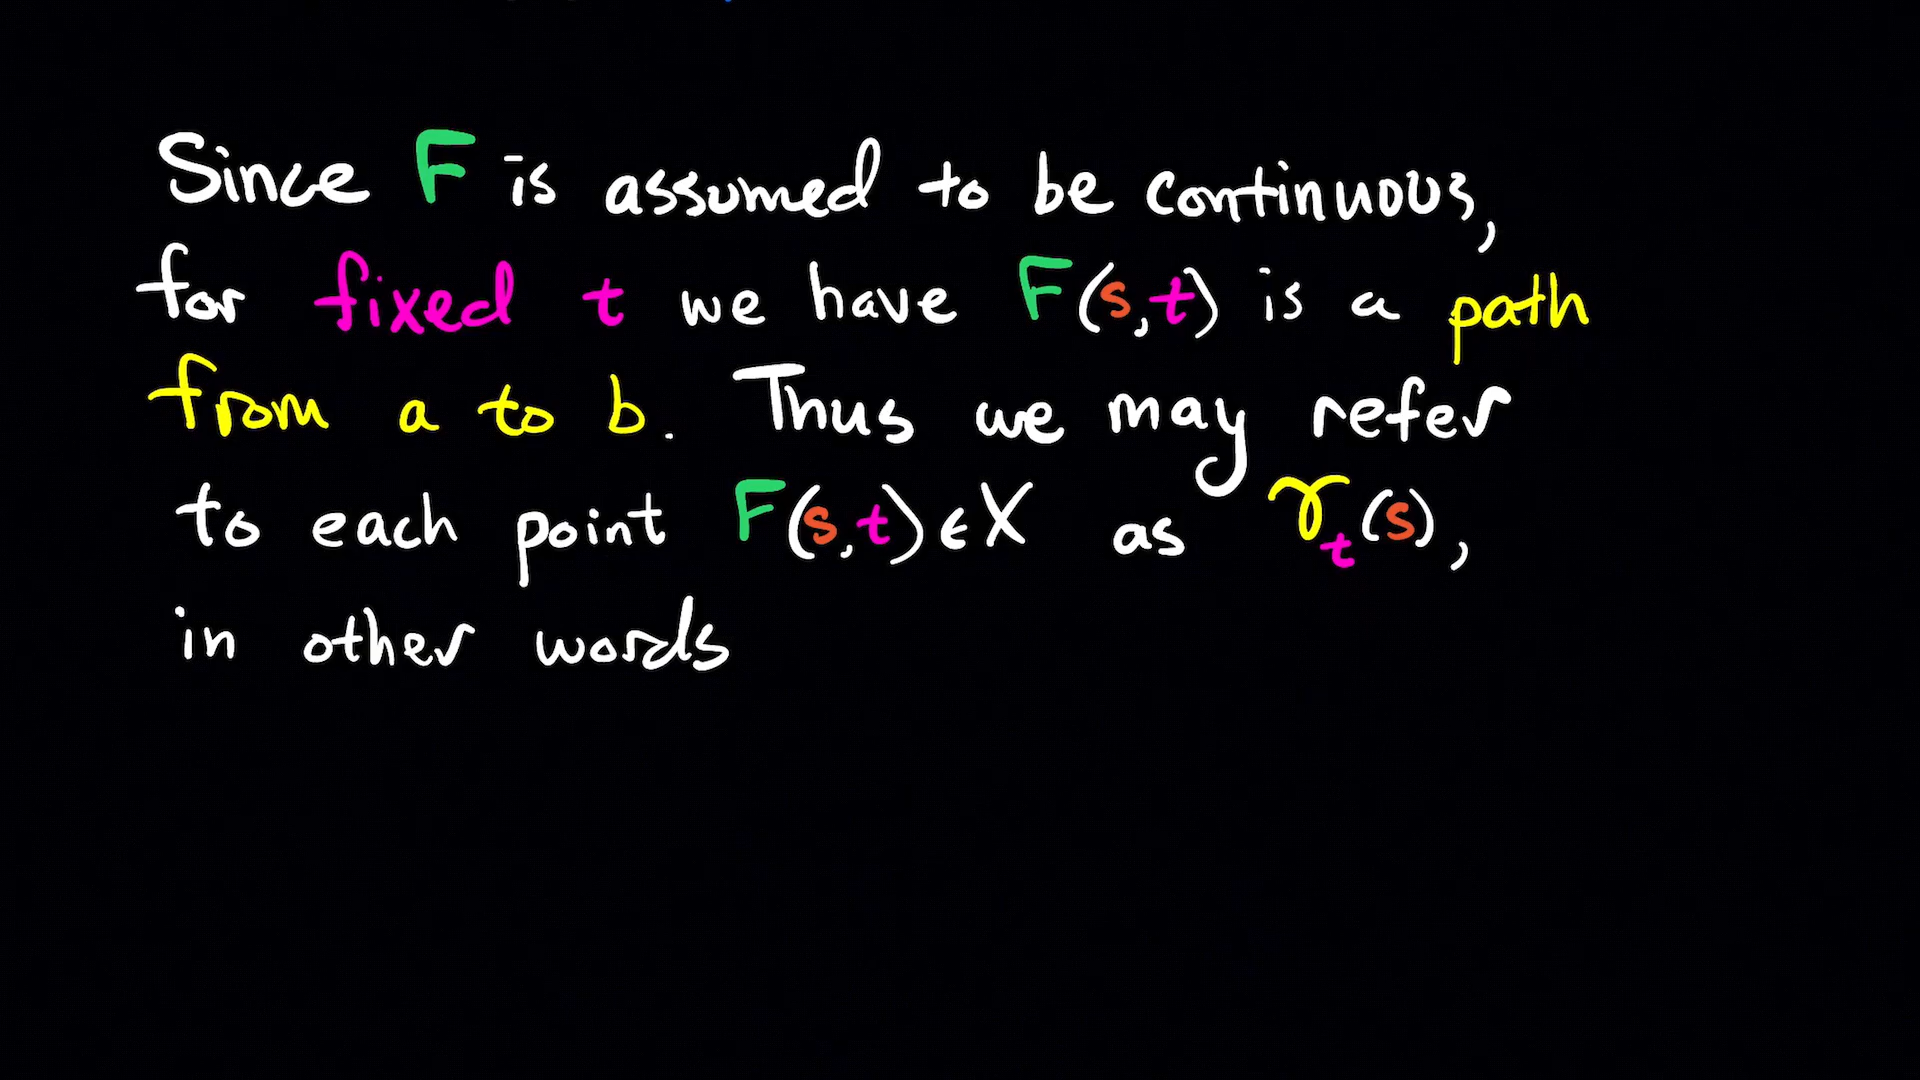 Since F is assumed to be continuous,
for fixed t we have F(s,t) is a path
from a to b. Thus we may refer
to each point F(s,t) ∈ X as γₜ(s),
in other words